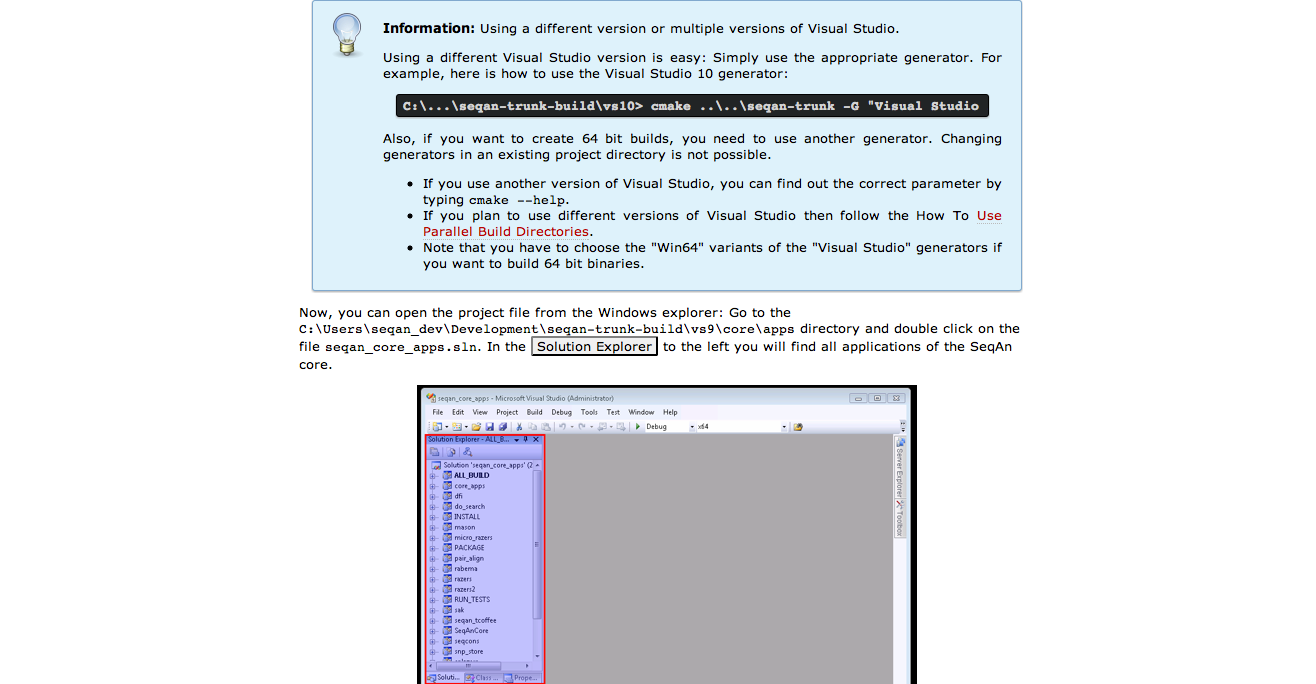 Information: Using a different version or multiple versions of Visual Studio.
Using a different Visual Studio version is easy: Simply use the appropriate generator. For
example, here is how to use the Visual Studio 10 generator:
C:\...\seqan-trunk-build\vs10> cmake ..\..\seqan-trunk -G "Visual Studio
Also, if you want to create 64 bit builds, you need to use another generator. Changing
generators in an existing project directory is not possible.
• If you use another version of Visual Studio, you can find out the correct parameter by
typing cmake --help.
• If you plan to use different versions of Visual Studio then follow the How To Use
Parallel Build Directories.
• Note that you have to choose the "Win64" variants of the "Visual Studio" generators if
you want to build 64 bit binaries.
Now, you can open the project file from the Windows explorer: Go to the
C:\Users\seqan_dev\Development\seqan-trunk-build\vs9\core\apps directory and double click on the
file seqan_core_apps.sln. In the Solution Explorer to the left you will find all applications of the SeqAn
core.
seqan_core_apps - Microsoft Visual Studio (Administrator)
File Edit View Project Build Debug Tools Test Window Help
Debug x64
Solution Explorer - ALL_B...
Solution 'seqan_core_apps' (2
ALL_BUILD
core_apps
dfi
do_search
INSTALL
mason
micro_razers
PACKAGE
pair_align
rabema
razers
razers2
RUN_TESTS
sak
seqan_tcoffee
SeqAnCore
seqcons
snp_store
Soluti... Class ... Prope...
Server Explorer
Toolbox